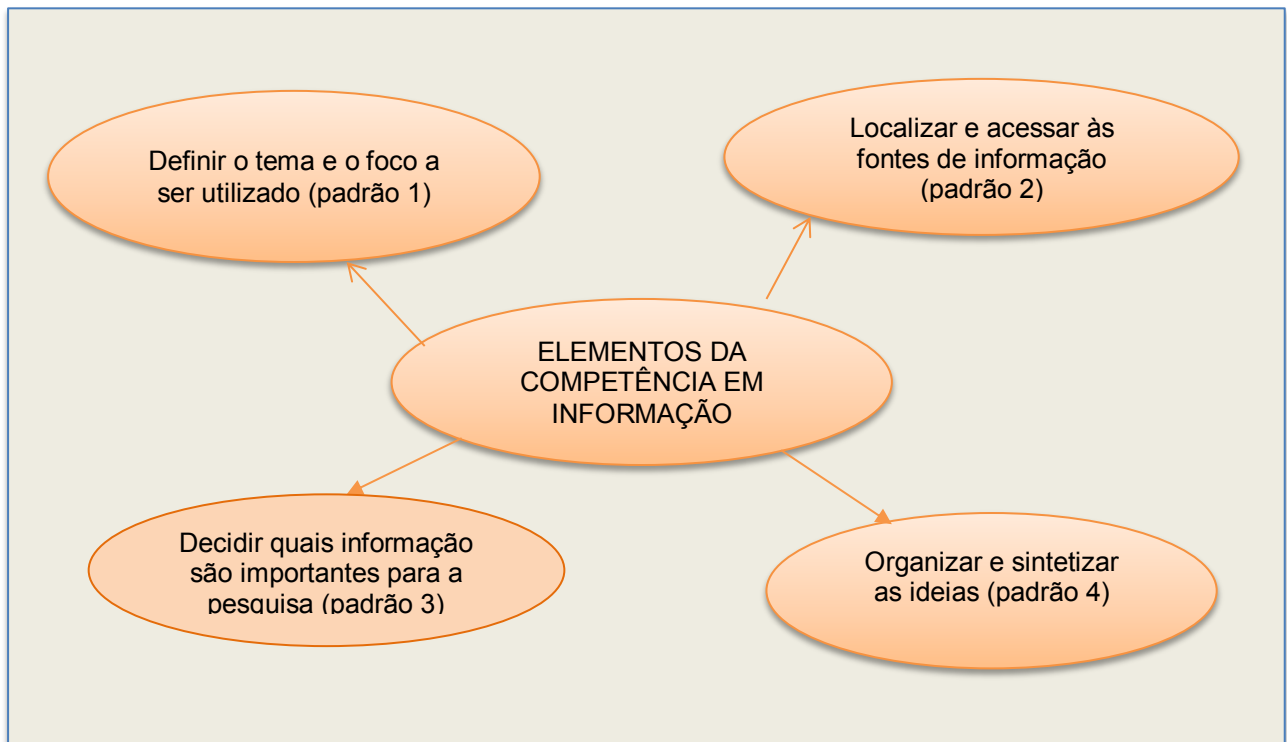 Definir o tema e o foco a
ser utilizado (padrão 1)
Localizar e acessar às
fontes de informação
(padrão 2)
ELEMENTOS DA
COMPETÊNCIA EM
INFORMAÇÃO
Decidir quais informação
são importantes para a
pesquisa (padrão 3)
Organizar e sintetizar
as ideias (padrão 4)